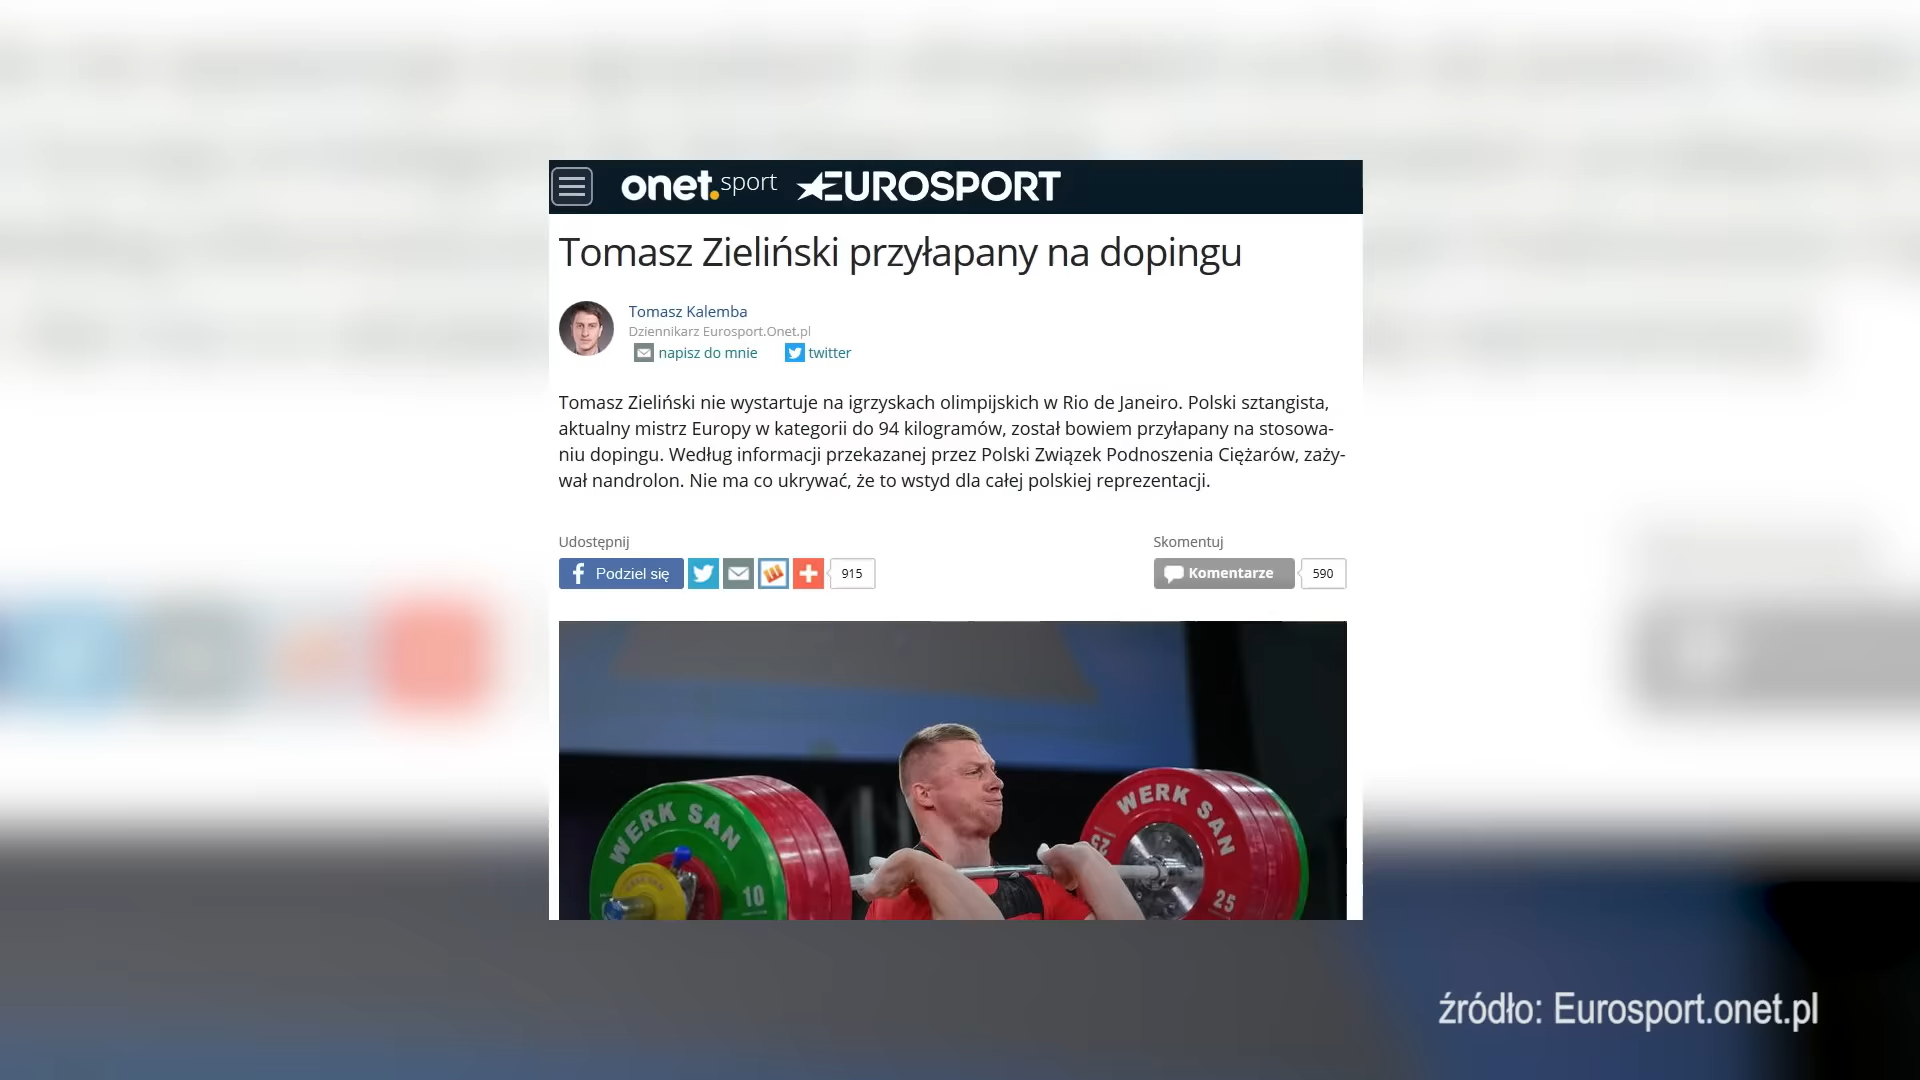 onet.sport EUROSPORT
Tomasz Zieliński przyłapany na dopingu
Tomasz Kalemba
Dziennikarz Eurosport.Onet.pl
napisz do mnie twitter
Tomasz Zieliński nie wystartuje na igrzyskach olimpijskich w Rio de Janeiro. Polski sztangista,
aktualny mistrz Europy w kategorii do 94 kilogramów, został bowiem przyłapany na stosowa-
niu dopingu. Według informacji przekazanej przez Polski Związek Podnoszenia Ciężarów, zaży-
wał nandrolon. Nie ma co ukrywać, że to wstyd dla całej polskiej reprezentacji.
Udostępnij Skomentuj
Podziel się 915 Komentarze 590
WERK SAN
10
WERK SAN
25
25
źródło: Eurosport.onet.pl